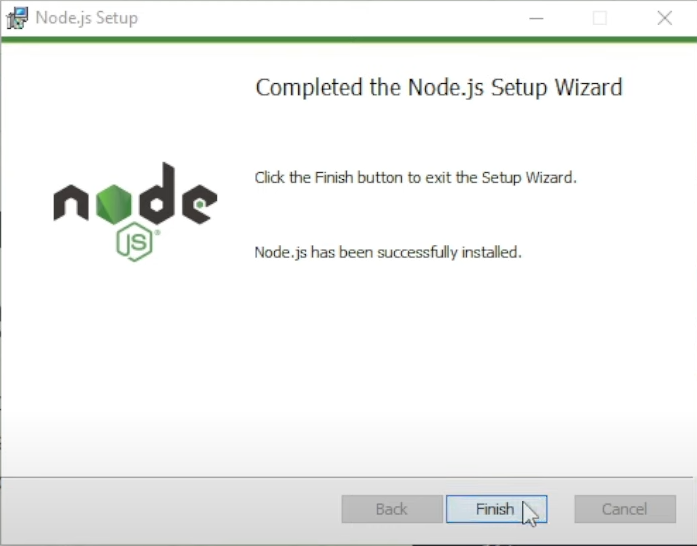 Node.js Setup
Completed the Node.js Setup Wizard
Click the Finish button to exit the Setup Wizard.
node
JS
®
Node.js has been successfully installed.
Back
Finish
Cancel